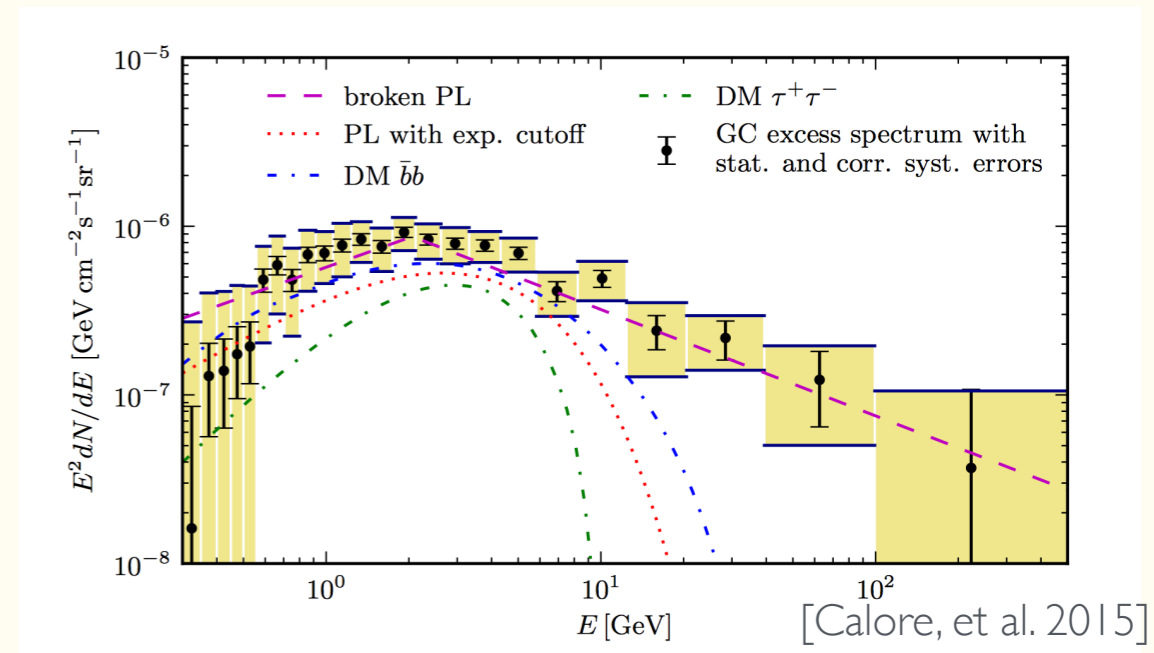 10⁻⁵
10⁻⁶
10⁻⁷
10⁻⁸
E² dN/dE [GeV cm⁻²s⁻¹sr⁻¹]
broken PL
PL with exp. cutoff
DM b̄b
DM τ⁺τ⁻
GC excess spectrum with
stat. and corr. syst. errors
10⁰ 10¹ 10²
E [GeV]
[Calore, et al. 2015]